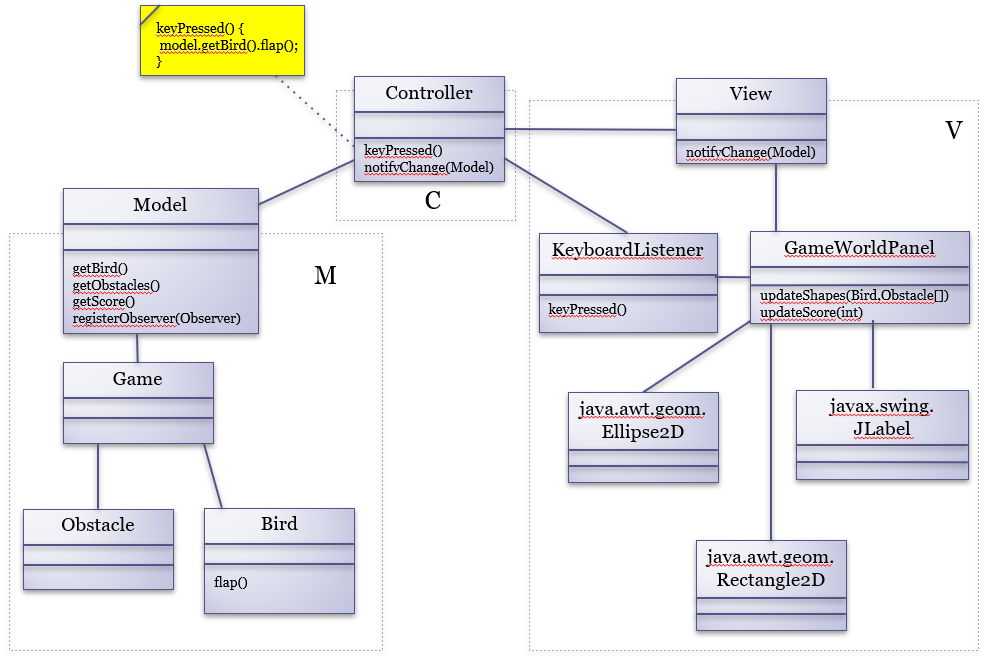 keyPressed() {
model.getBird().flap();
}
Controller
keyPressed()
notifyChange(Model)
C
View
notifyChange(Model)
V
Model
getBird()
getObstacles()
getScore()
registerObserver(Observer)
M
KeyboardListener
keyPressed()
GameWorldPanel
updateShapes(Bird,Obstacle[])
updateScore(int)
Game
java.awt.geom.
Ellipse2D
javax.swing.
JLabel
Obstacle
Bird
flap()
java.awt.geom.
Rectangle2D